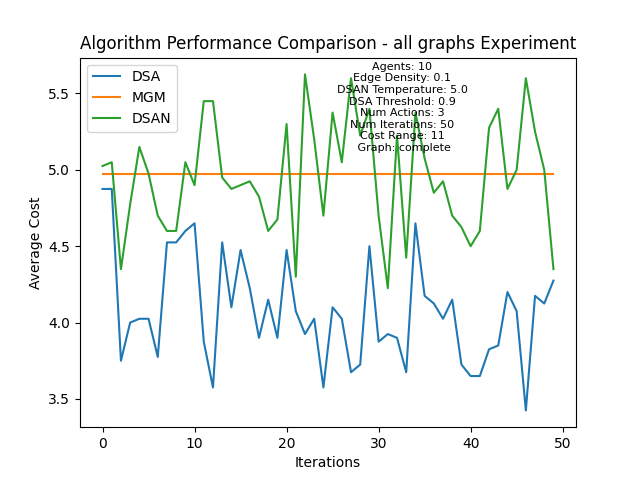 Algorithm Performance Comparison - all graphs Experiment
DSA
MGM
DSAN
Agents: 10
Edge Density: 0.1
DSAN Temperature: 5.0
DSA Threshold: 0.9
Num Actions: 3
Num Iterations: 50
Cost Range: 11
Graph: complete
Average Cost
5.5
5.0
4.5
4.0
3.5
0 10 20 30 40 50
Iterations